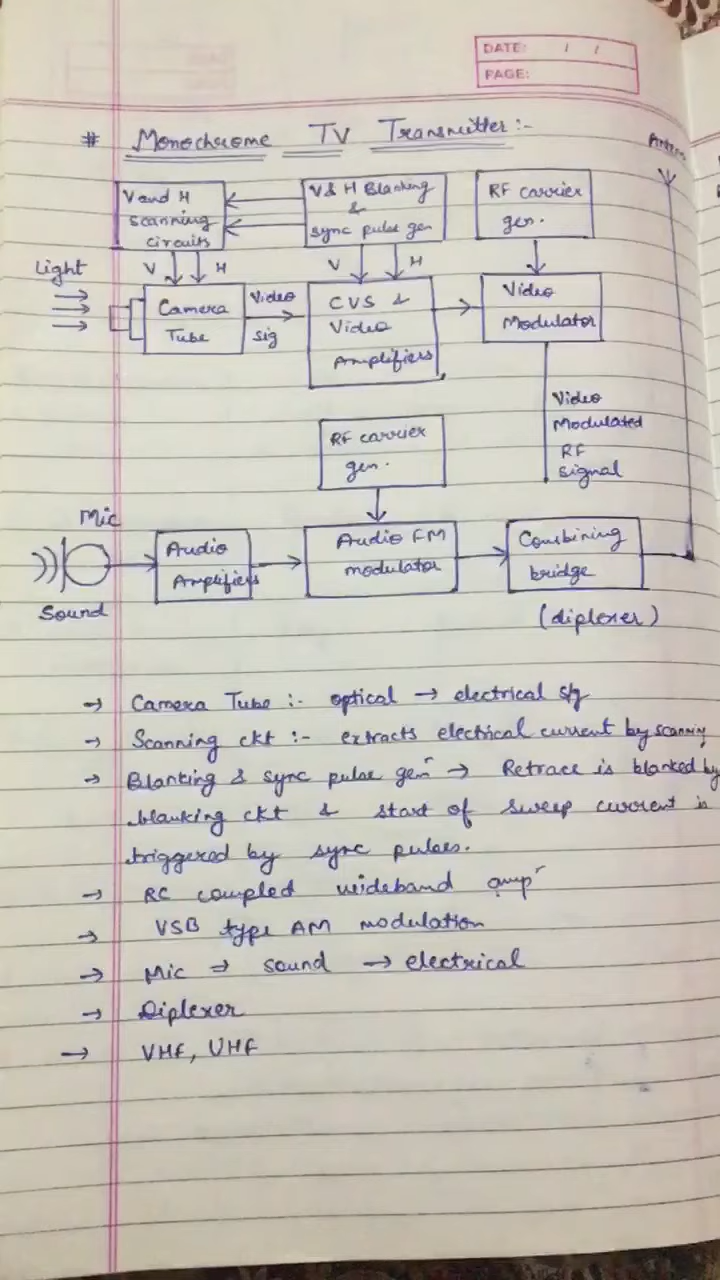 DATE: / /
PAGE:
# Monochrome TV Transmitter :-
V and H
scanning
circuits
V & H Blanking
&
sync pulse gen
RF carrier
gen.
V H
V H
Light
Camera
Tube
Video
sig
CVS &
Video
Amplifiers
Video
Modulator
Video
Modulated
RF
signal
RF carrier
gen.
Mic
Sound
Audio
Amplifiers
Audio FM
modulator
Combining
bridge
(diplexer)
→ Camera Tube :- optical → electrical sig
→ Scanning ckt :- extracts electrical current by scanning
→ Blanking & sync pulse genn → Retrace is blanked by
blanking ckt & start of sweep current is
triggered by sync pulses.
→ RC coupled wideband ampr
→ VSB type AM modulation
→ Mic → sound → electrical
→ Diplexer
→ VHF, UHF